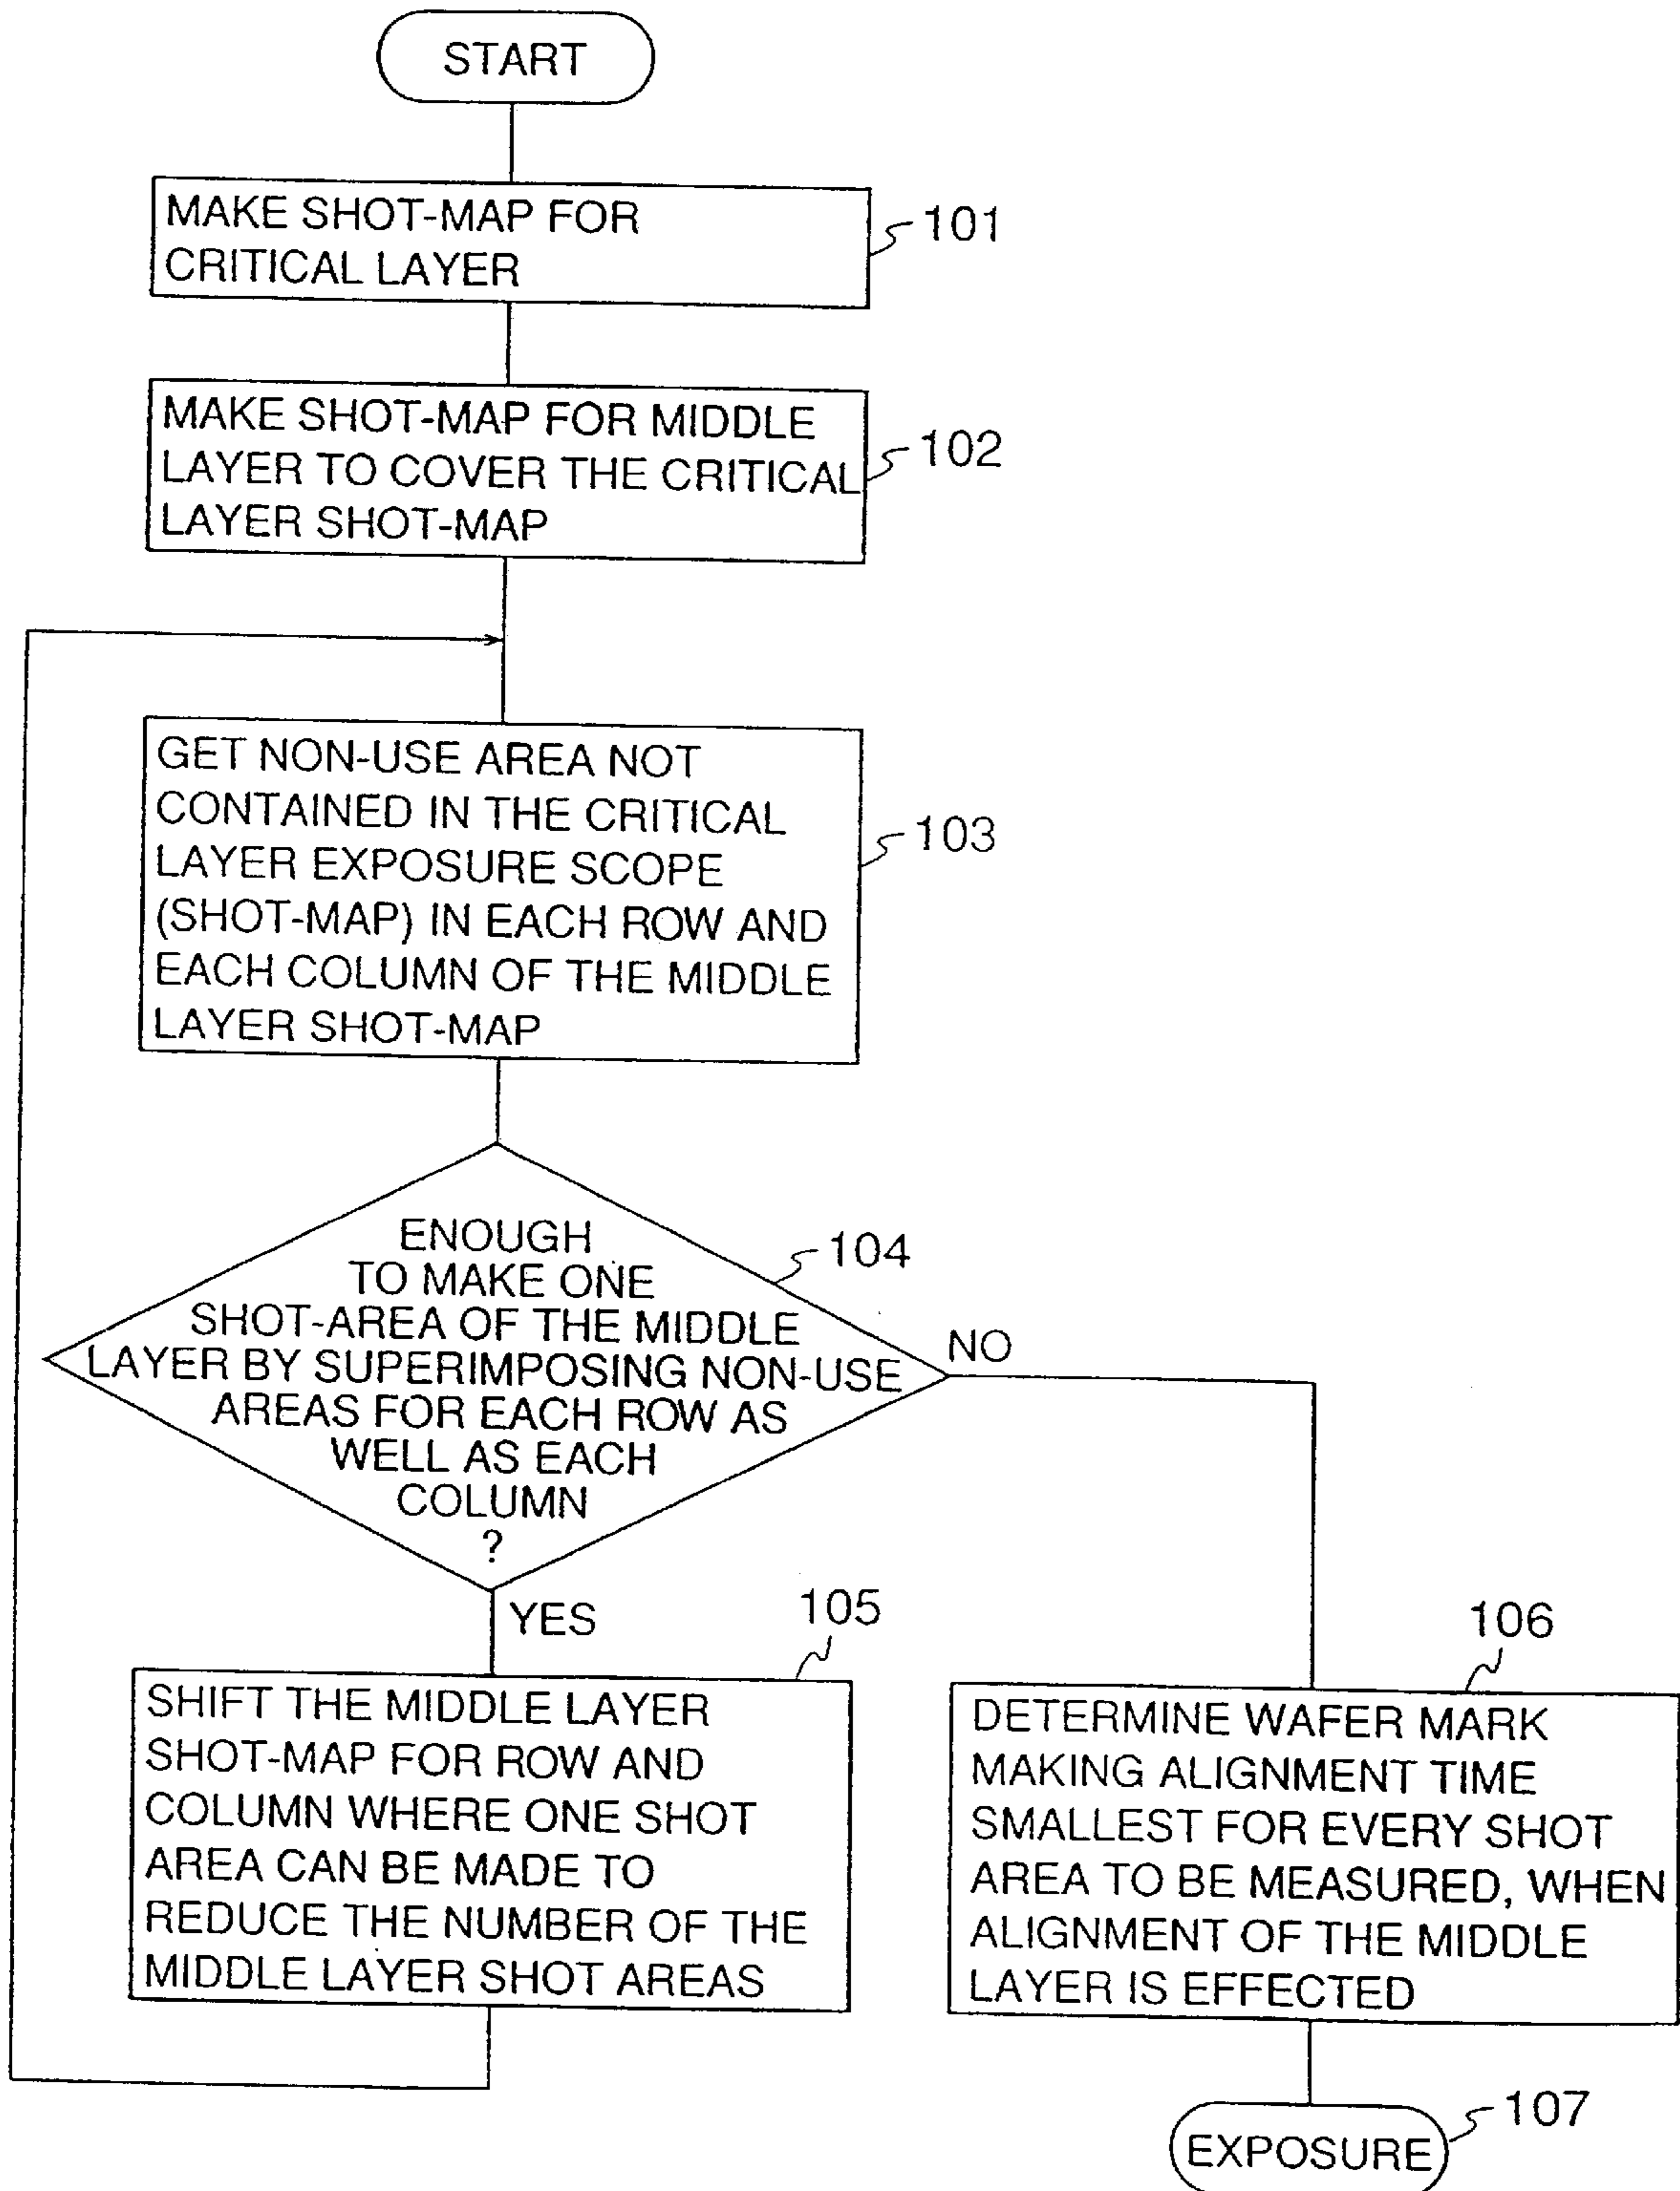 START
MAKE SHOT-MAP FOR
CRITICAL LAYER
101
MAKE SHOT-MAP FOR MIDDLE
LAYER TO COVER THE CRITICAL
LAYER SHOT-MAP
102
GET NON-USE AREA NOT
CONTAINED IN THE CRITICAL
LAYER EXPOSURE SCOPE
(SHOT-MAP) IN EACH ROW AND
EACH COLUMN OF THE MIDDLE
LAYER SHOT-MAP
103
ENOUGH
TO MAKE ONE
SHOT-AREA OF THE MIDDLE
LAYER BY SUPERIMPOSING NON-USE
AREAS FOR EACH ROW AS
WELL AS EACH
COLUMN
?
104
NO
YES
105
SHIFT THE MIDDLE LAYER
SHOT-MAP FOR ROW AND
COLUMN WHERE ONE SHOT
AREA CAN BE MADE TO
REDUCE THE NUMBER OF THE
MIDDLE LAYER SHOT AREAS
106
DETERMINE WAFER MARK
MAKING ALIGNMENT TIME
SMALLEST FOR EVERY SHOT
AREA TO BE MEASURED, WHEN
ALIGNMENT OF THE MIDDLE
LAYER IS EFFECTED
EXPOSURE
107